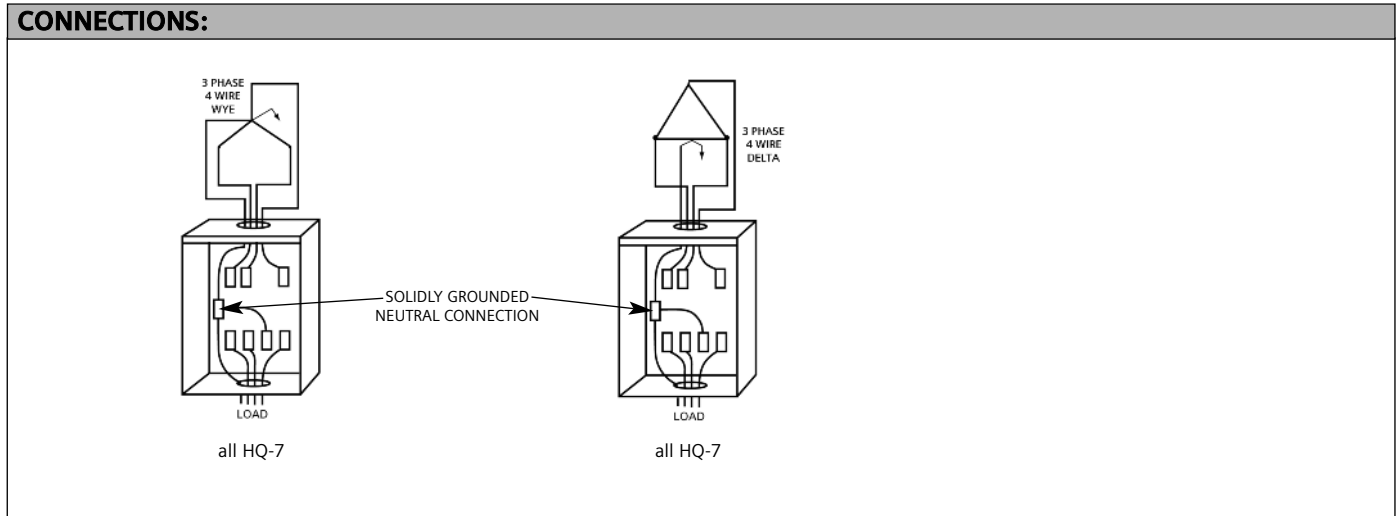 CONNECTIONS:
3 PHASE
4 WIRE
WYE
3 PHASE
4 WIRE
DELTA
SOLIDLY GROUNDED
NEUTRAL CONNECTION
LOAD
LOAD
all HQ-7
all HQ-7